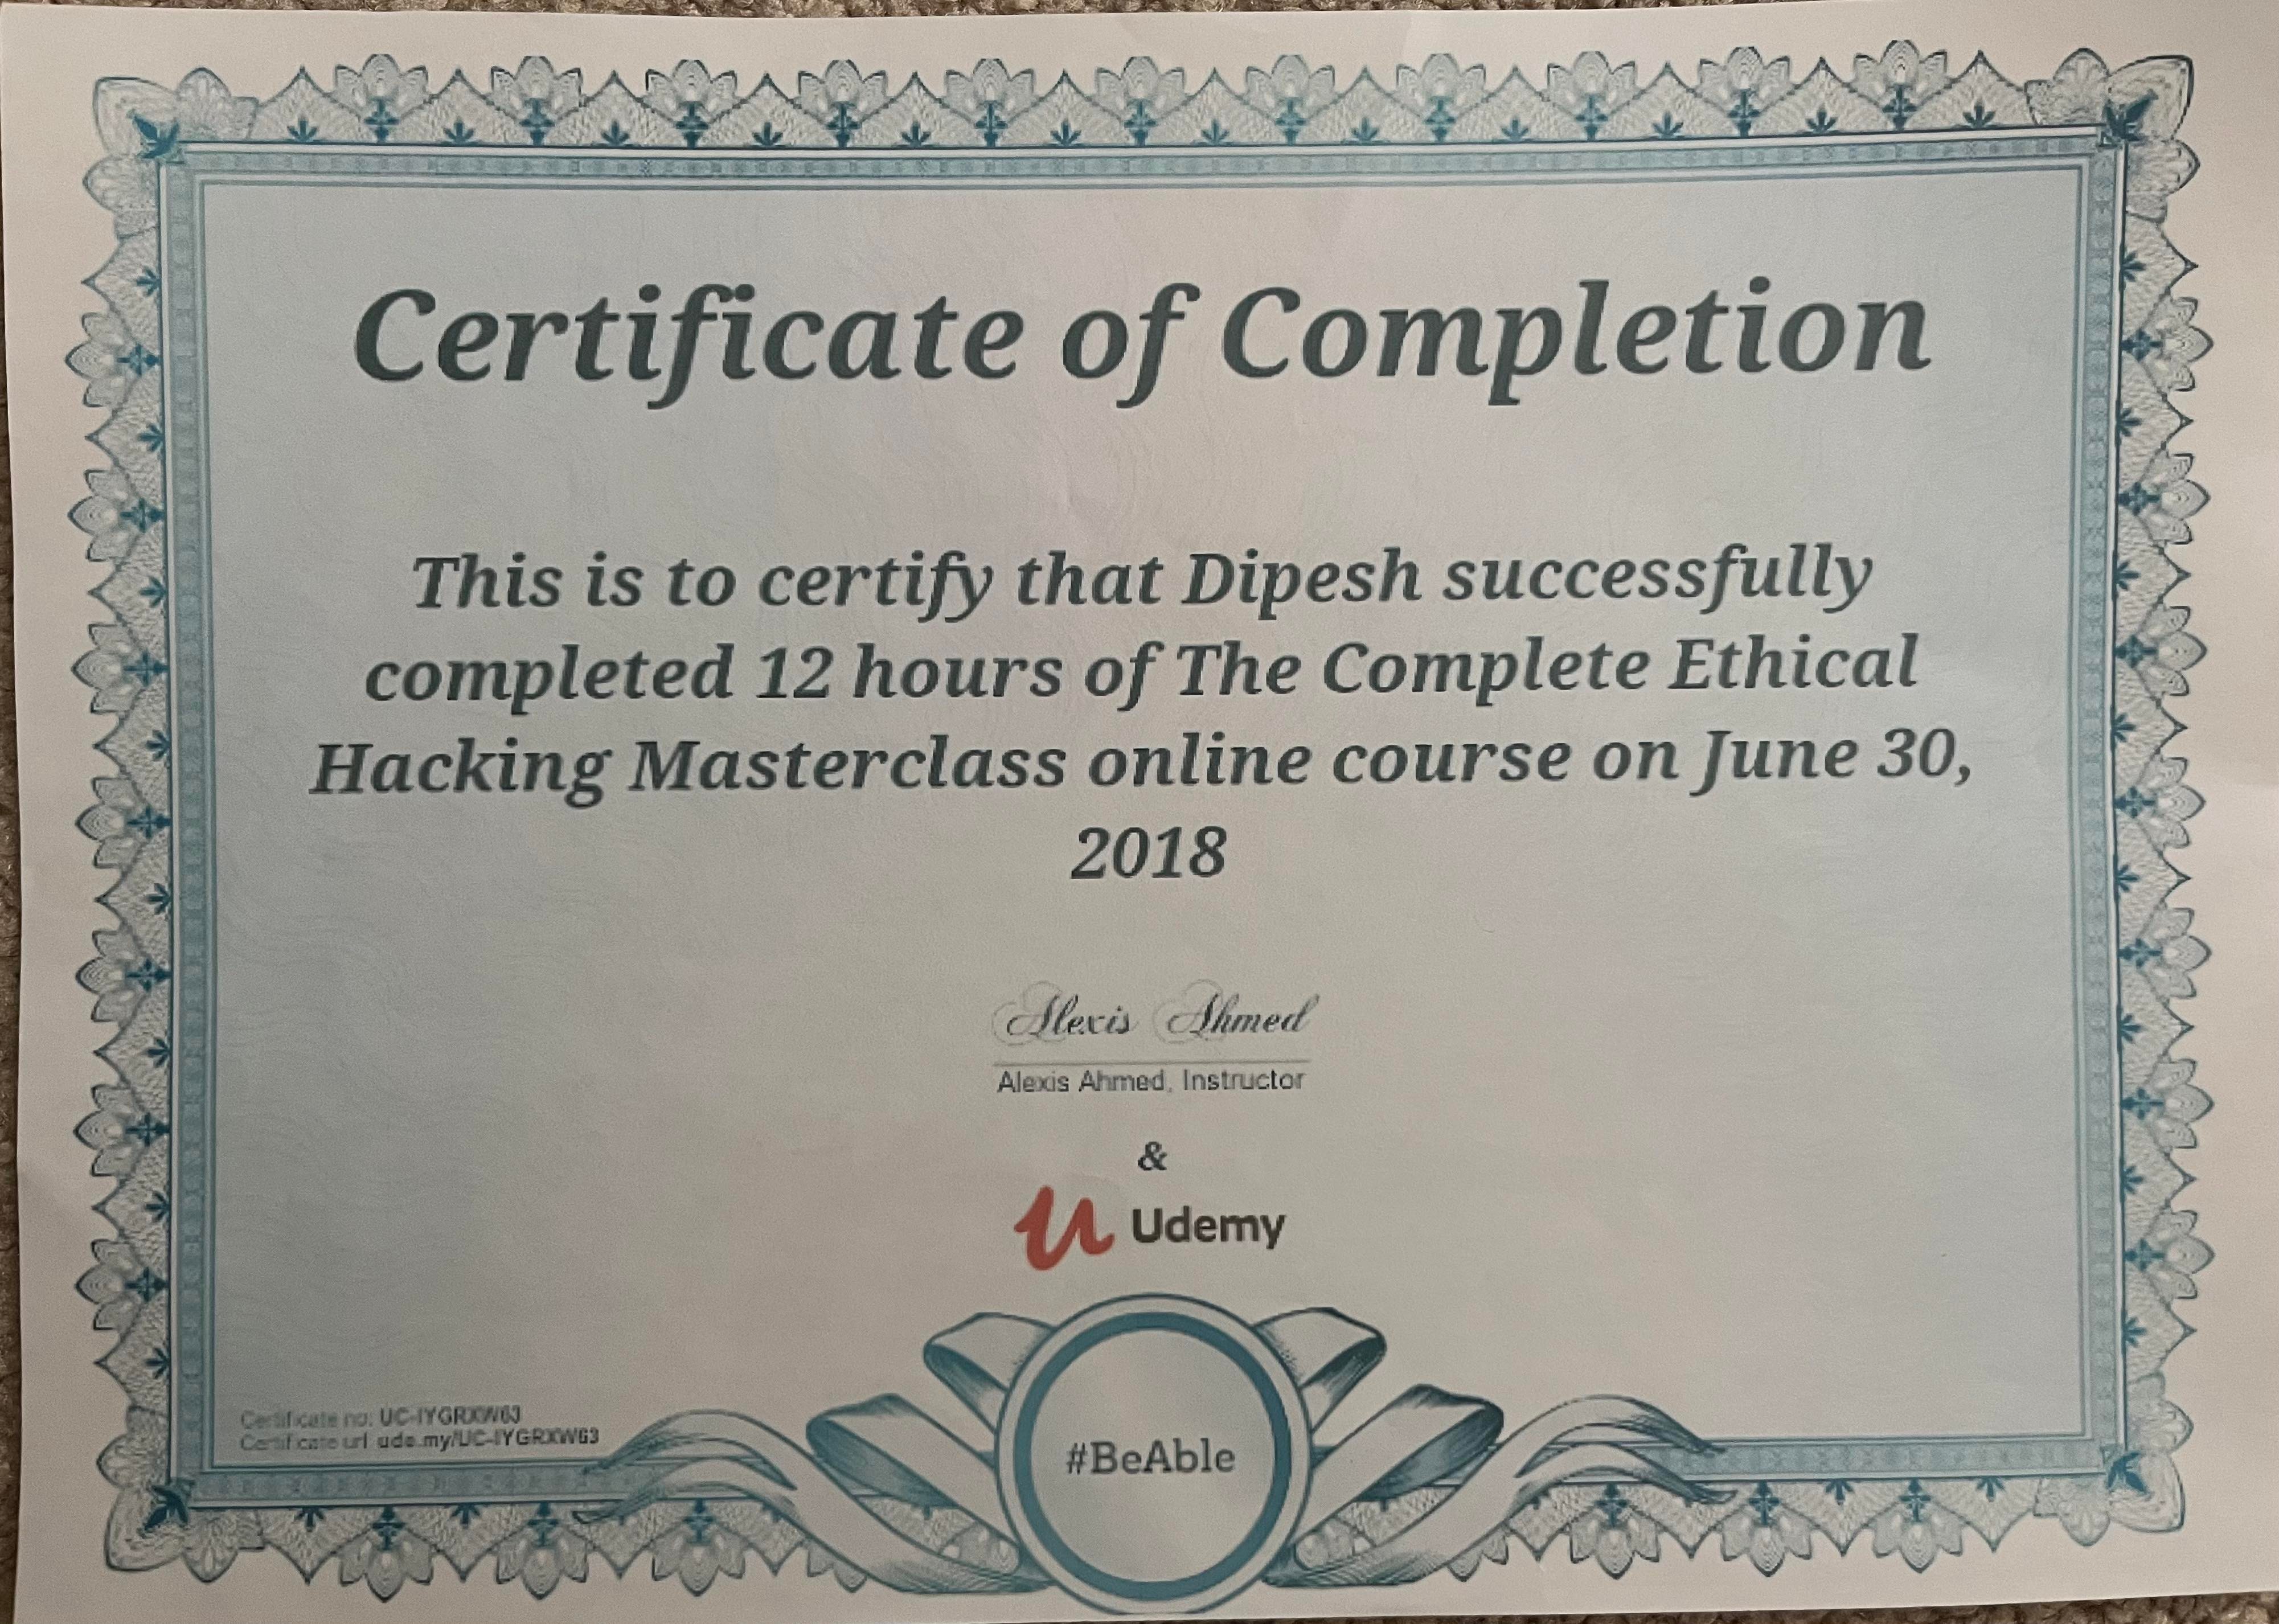 Certificate of Completion
This is to certify that Dipesh successfully
completed 12 hours of The Complete Ethical
Hacking Masterclass online course on June 30,
2018
Alexis Ahmed
Alexis Ahmed, Instructor
&
Udemy
#BeAble
Certificate no: UC-IYGRXW63
Certificate url: ude.my/UC-IYGRXW63